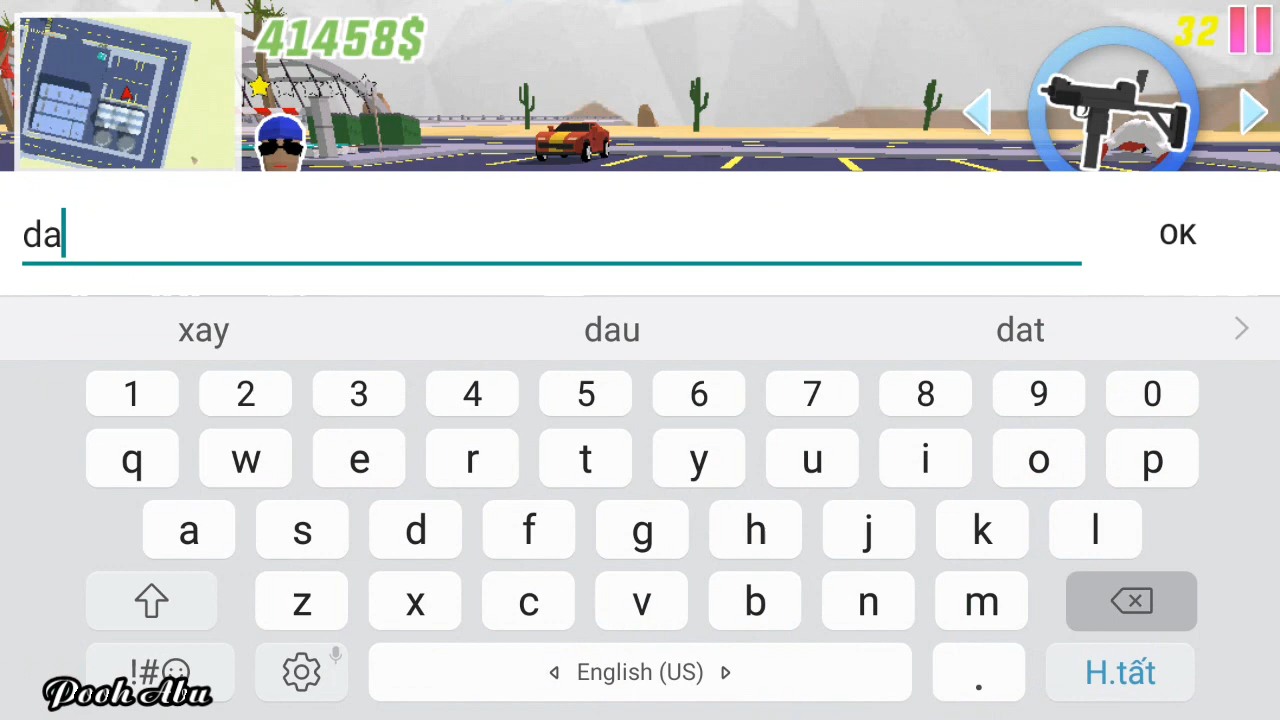 41458$
32
da
OK
xay dau dat
1 2 3 4 5 6 7 8 9 0
q w e r t y u i o p
a s d f g h j k l
z x c v b n m
!#☺ English (US) . H.tất
Pooh Abu